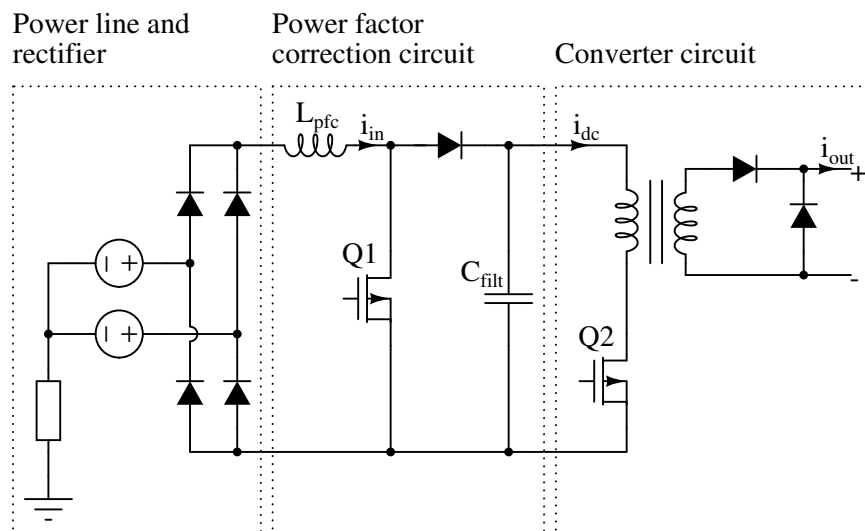 Power line and
rectifier
Power factor
correction circuit
Converter circuit
L_pfc
i_in
i_dc
i_out
+
Q1
C_filt
Q2
-
- +
- +
-